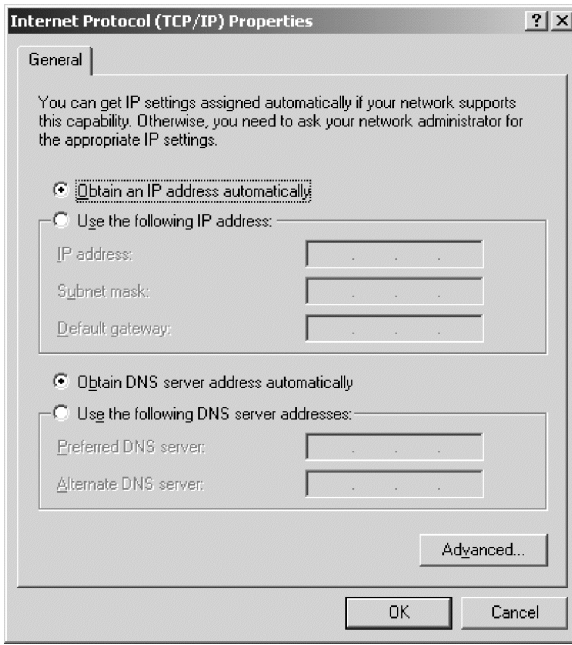 Internet Protocol (TCP/IP) Properties
General
You can get IP settings assigned automatically if your network supports
this capability. Otherwise, you need to ask your network administrator for
the appropriate IP settings.
Obtain an IP address automatically
Use the following IP address:
IP address:
Subnet mask:
Default gateway:
Obtain DNS server address automatically
Use the following DNS server addresses:
Preferred DNS server:
Alternate DNS server:
Advanced...
OK Cancel